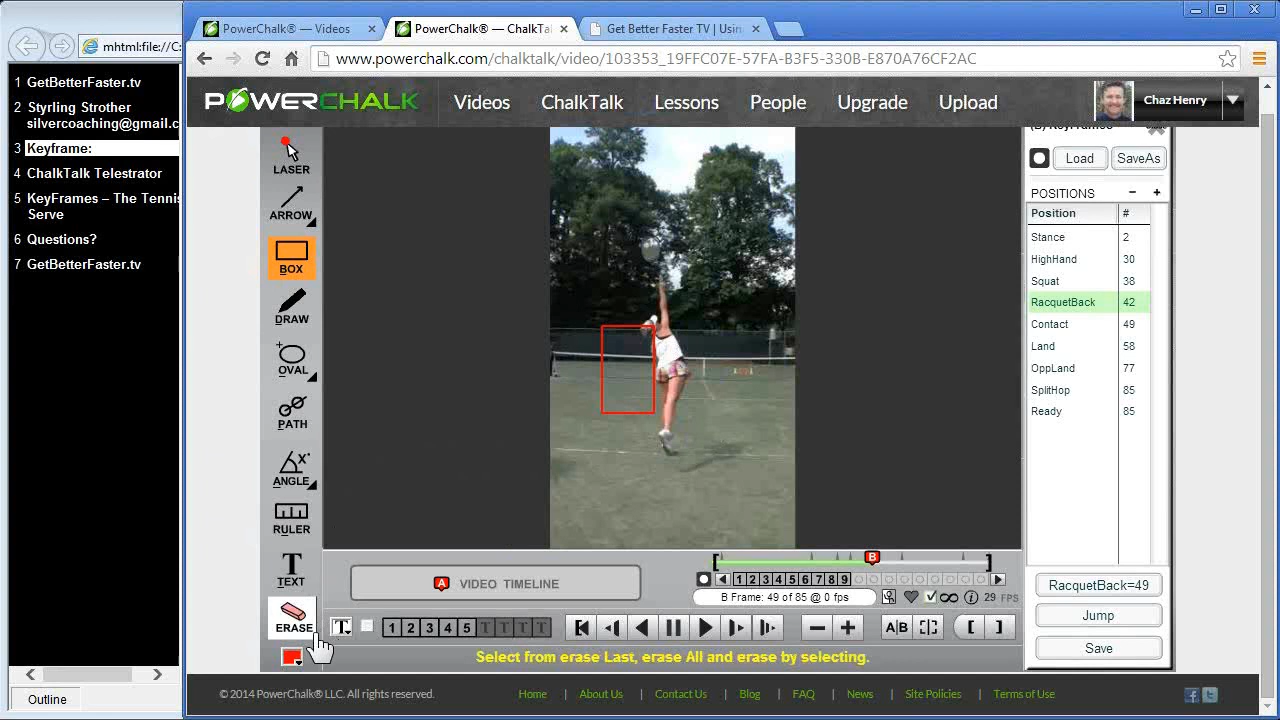 PowerChalk® — Videos
PowerChalk® — ChalkTal
Get Better Faster TV | Usin
mhtml:file://C:
www.powerchalk.com/chalktalk/video/103353_19FFC07E-57FA-B3F5-330B-E870A76CF2AC
1 GetBetterFaster.tv
2 Styrling Strother
silvercoaching@gmail.c
3 Keyframe:
4 ChalkTalk Telestrator
5 KeyFrames – The Tennis
Serve
6 Questions?
7 GetBetterFaster.tv
Outline
POWERCHALK
Videos
ChalkTalk
Lessons
People
Upgrade
Upload
Chaz Henry
LASER
ARROW
BOX
DRAW
OVAL
PATH
ANGLE
RULER
TEXT
ERASE
Load
SaveAs
POSITIONS - +
Position #
Stance 2
HighHand 30
Squat 38
RacquetBack 42
Contact 49
Land 58
OppLand 77
SplitHop 85
Ready 85
RacquetBack=49
Jump
Save
A VIDEO TIMELINE
B
1 2 3 4 5 6 7 8 9
B Frame: 49 of 85 @ 0 fps
29 FPS
T 1 2 3 4 5 T T T T
A|B [ ] [ ]
Select from erase Last, erase All and erase by selecting.
© 2014 PowerChalk® LLC. All rights reserved.
Home | About Us | Contact Us | Blog | FAQ | News | Site Policies | Terms of Use